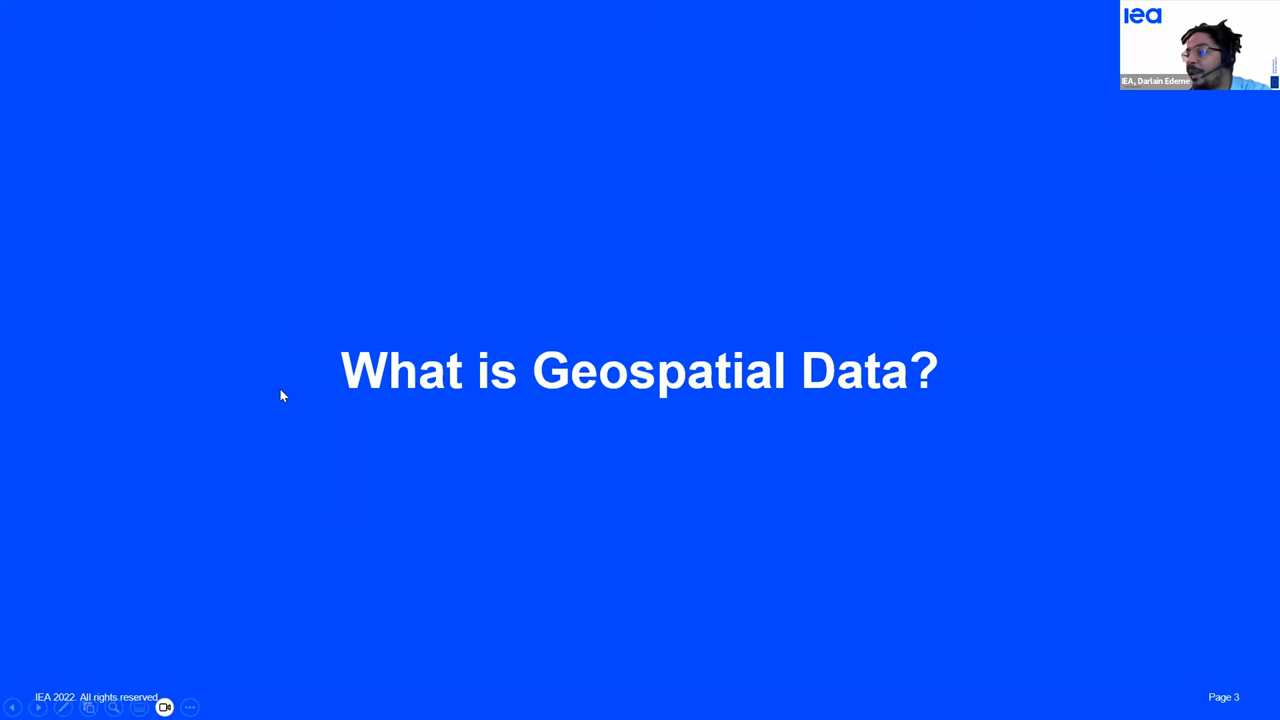 iea
IEA, Darlain Edeme
What is Geospatial Data?
IEA 2022. All rights reserved.
Page 3